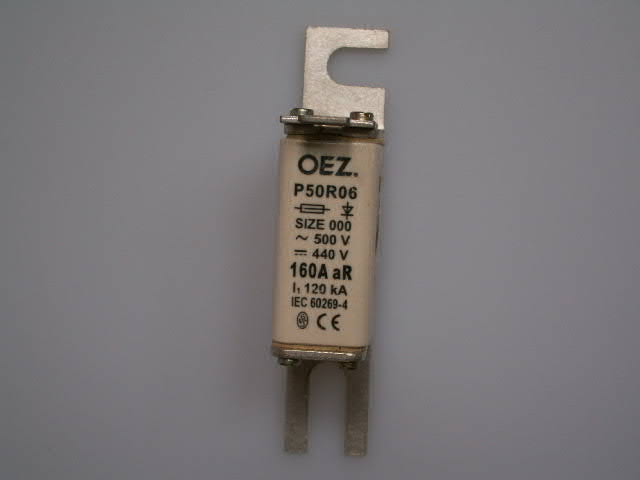 OEZ.
P50R06
SIZE 000
~ 500 V
⎓ 440 V
160A aR
I₁ 120 kA
IEC 60269-4
CE